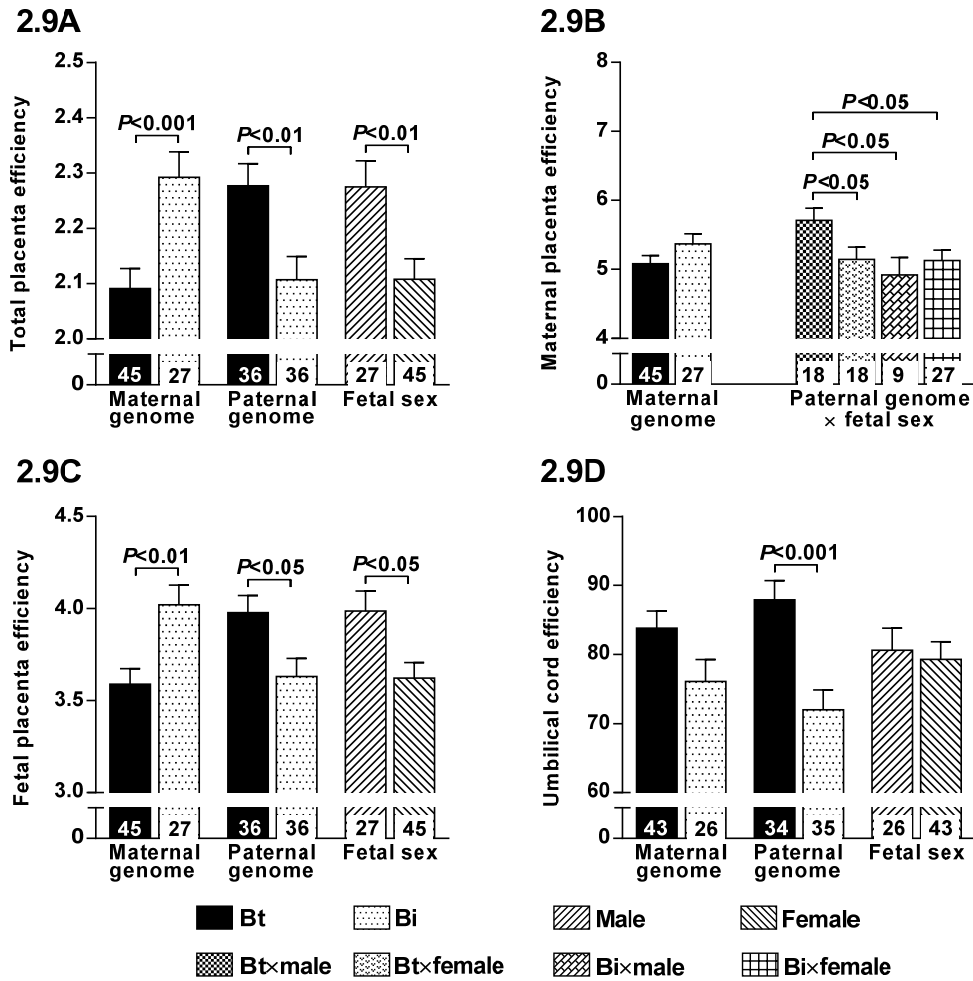 2.9A
Total placenta efficiency
2.5
2.4
2.3
2.2
2.1
2.0
0
P<0.001
P<0.01
P<0.01
45 27 36 36 27 45
Maternal genome
Paternal genome
Fetal sex
2.9B
Maternal placenta efficiency
8
7
6
5
4
0
P<0.05
P<0.05
P<0.05
45 27 18 18 9 27
Maternal genome
Paternal genome × fetal sex
2.9C
Fetal placenta efficiency
4.5
4.0
3.5
3.0
0
P<0.01
P<0.05
P<0.05
45 27 36 36 27 45
Maternal genome
Paternal genome
Fetal sex
2.9D
Umbilical cord efficiency
100
90
80
70
60
0
P<0.001
43 26 34 35 26 43
Maternal genome
Paternal genome
Fetal sex
Bt Bi Male Female
Bt×male Bt×female Bi×male Bi×female